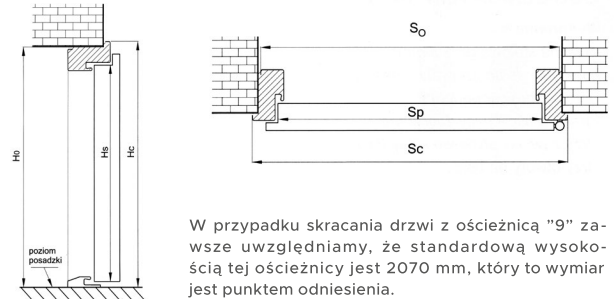 Ho
Hs
Hc
poziom
posadzki
So
Sp
Sc
W przypadku skracania drzwi z ościeżnicą ”9” za-
wsze uwzględniamy, że standardową wysoko-
ścią tej ościeżnicy jest 2070 mm, który to wymiar
jest punktem odniesienia.